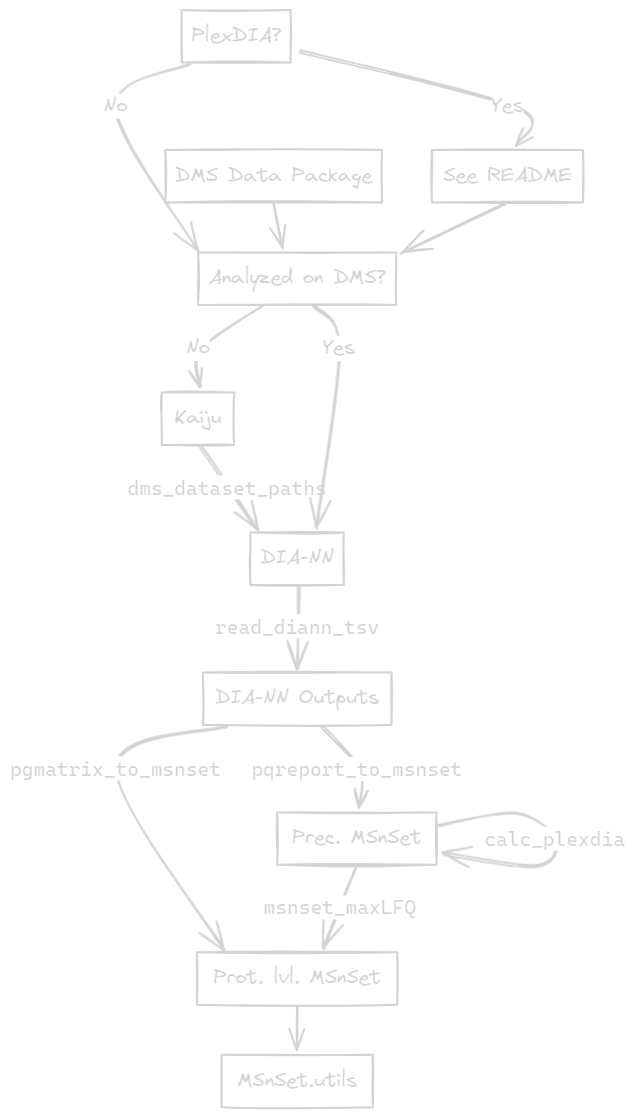 PlexDIA?
No
Yes
DMS Data Package
See README
Analyzed on DMS?
No
Yes
Kaiju
dms_dataset_paths
DIA-NN
read_diann_tsv
DIA-NN Outputs
pgmatrix_to_msnset
pqreport_to_msnset
Prec. MSnSet
calc_plexdia
msnset_maxLFQ
Prot. lvl. MSnSet
MSnSet.utils